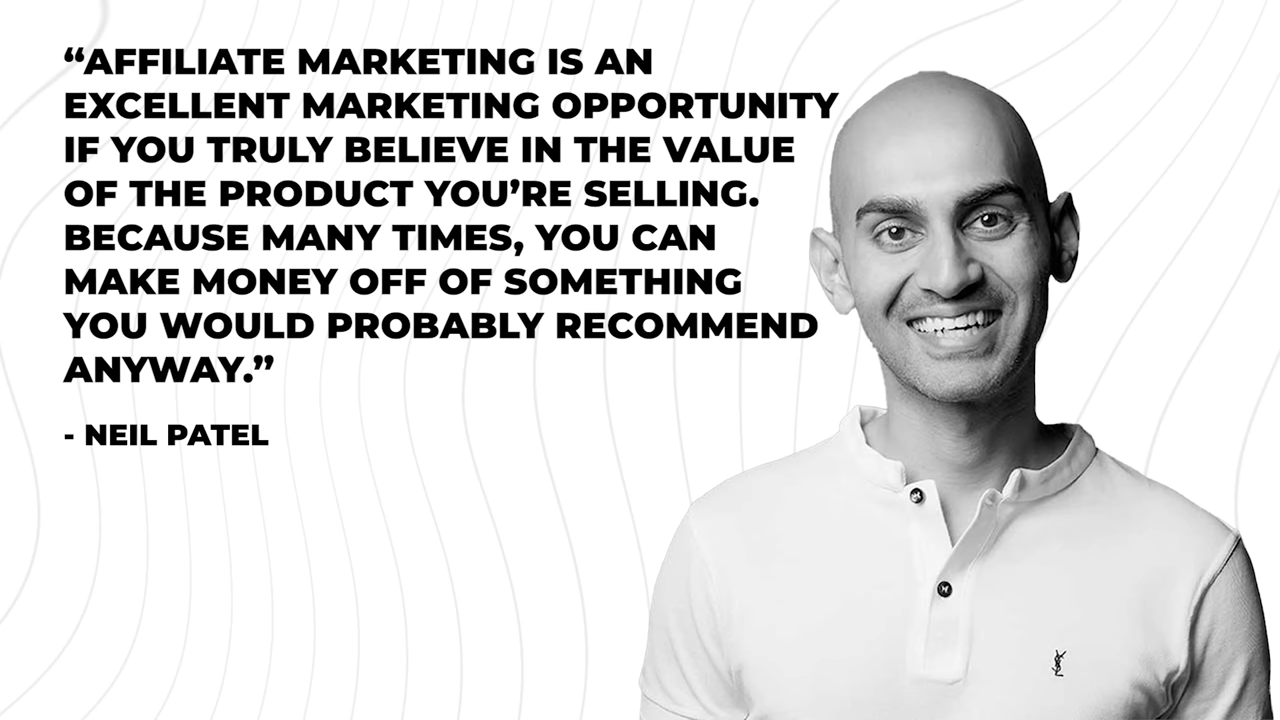 “AFFILIATE MARKETING IS AN
EXCELLENT MARKETING OPPORTUNITY
IF YOU TRULY BELIEVE IN THE VALUE
OF THE PRODUCT YOU’RE SELLING.
BECAUSE MANY TIMES, YOU CAN
MAKE MONEY OFF OF SOMETHING
YOU WOULD PROBABLY RECOMMEND
ANYWAY.”
- NEIL PATEL
YSL